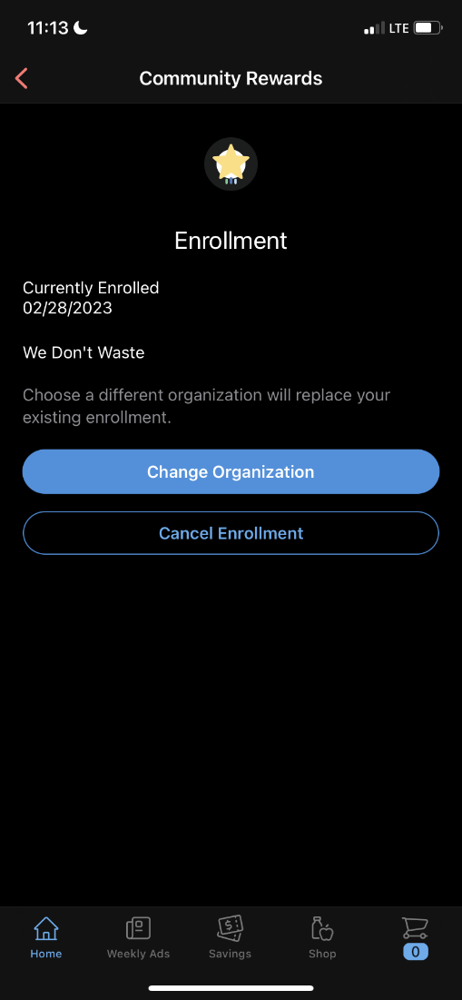 11:13
LTE
Community Rewards
Enrollment
Currently Enrolled
02/28/2023
We Don't Waste
Choose a different organization will replace your
existing enrollment.
Change Organization
Cancel Enrollment
Home
Weekly Ads
Savings
Shop
0